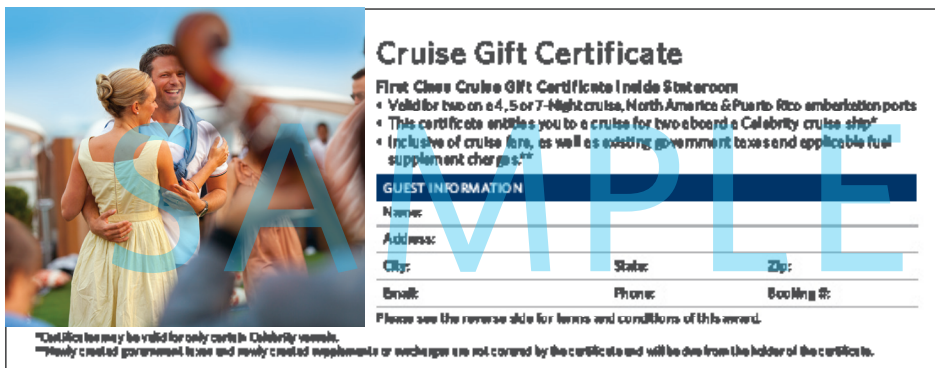 Cruise Gift Certificate
First Class Cruise Gift Certificate Inside Stateroom
• Valid for two on a 4, 5 or 7-Night cruise, North America & Puerto Rico embarkation ports
• This certificate entitles you to a cruise for two aboard a Celebrity cruise ship*
• Inclusive of cruise fare, as well as existing government taxes and applicable fuel
supplement charges.**
GUEST INFORMATION
Name:
Address:
City: State: Zip:
Email: Phone: Booking #:
Please see the reverse side for terms and conditions of this award.
*Certificates may be valid for only certain Celebrity vessels.
**Newly created government taxes and newly created supplements or surcharges are not covered by the certificate and will be due from the holder of the certificate.
SAMPLE